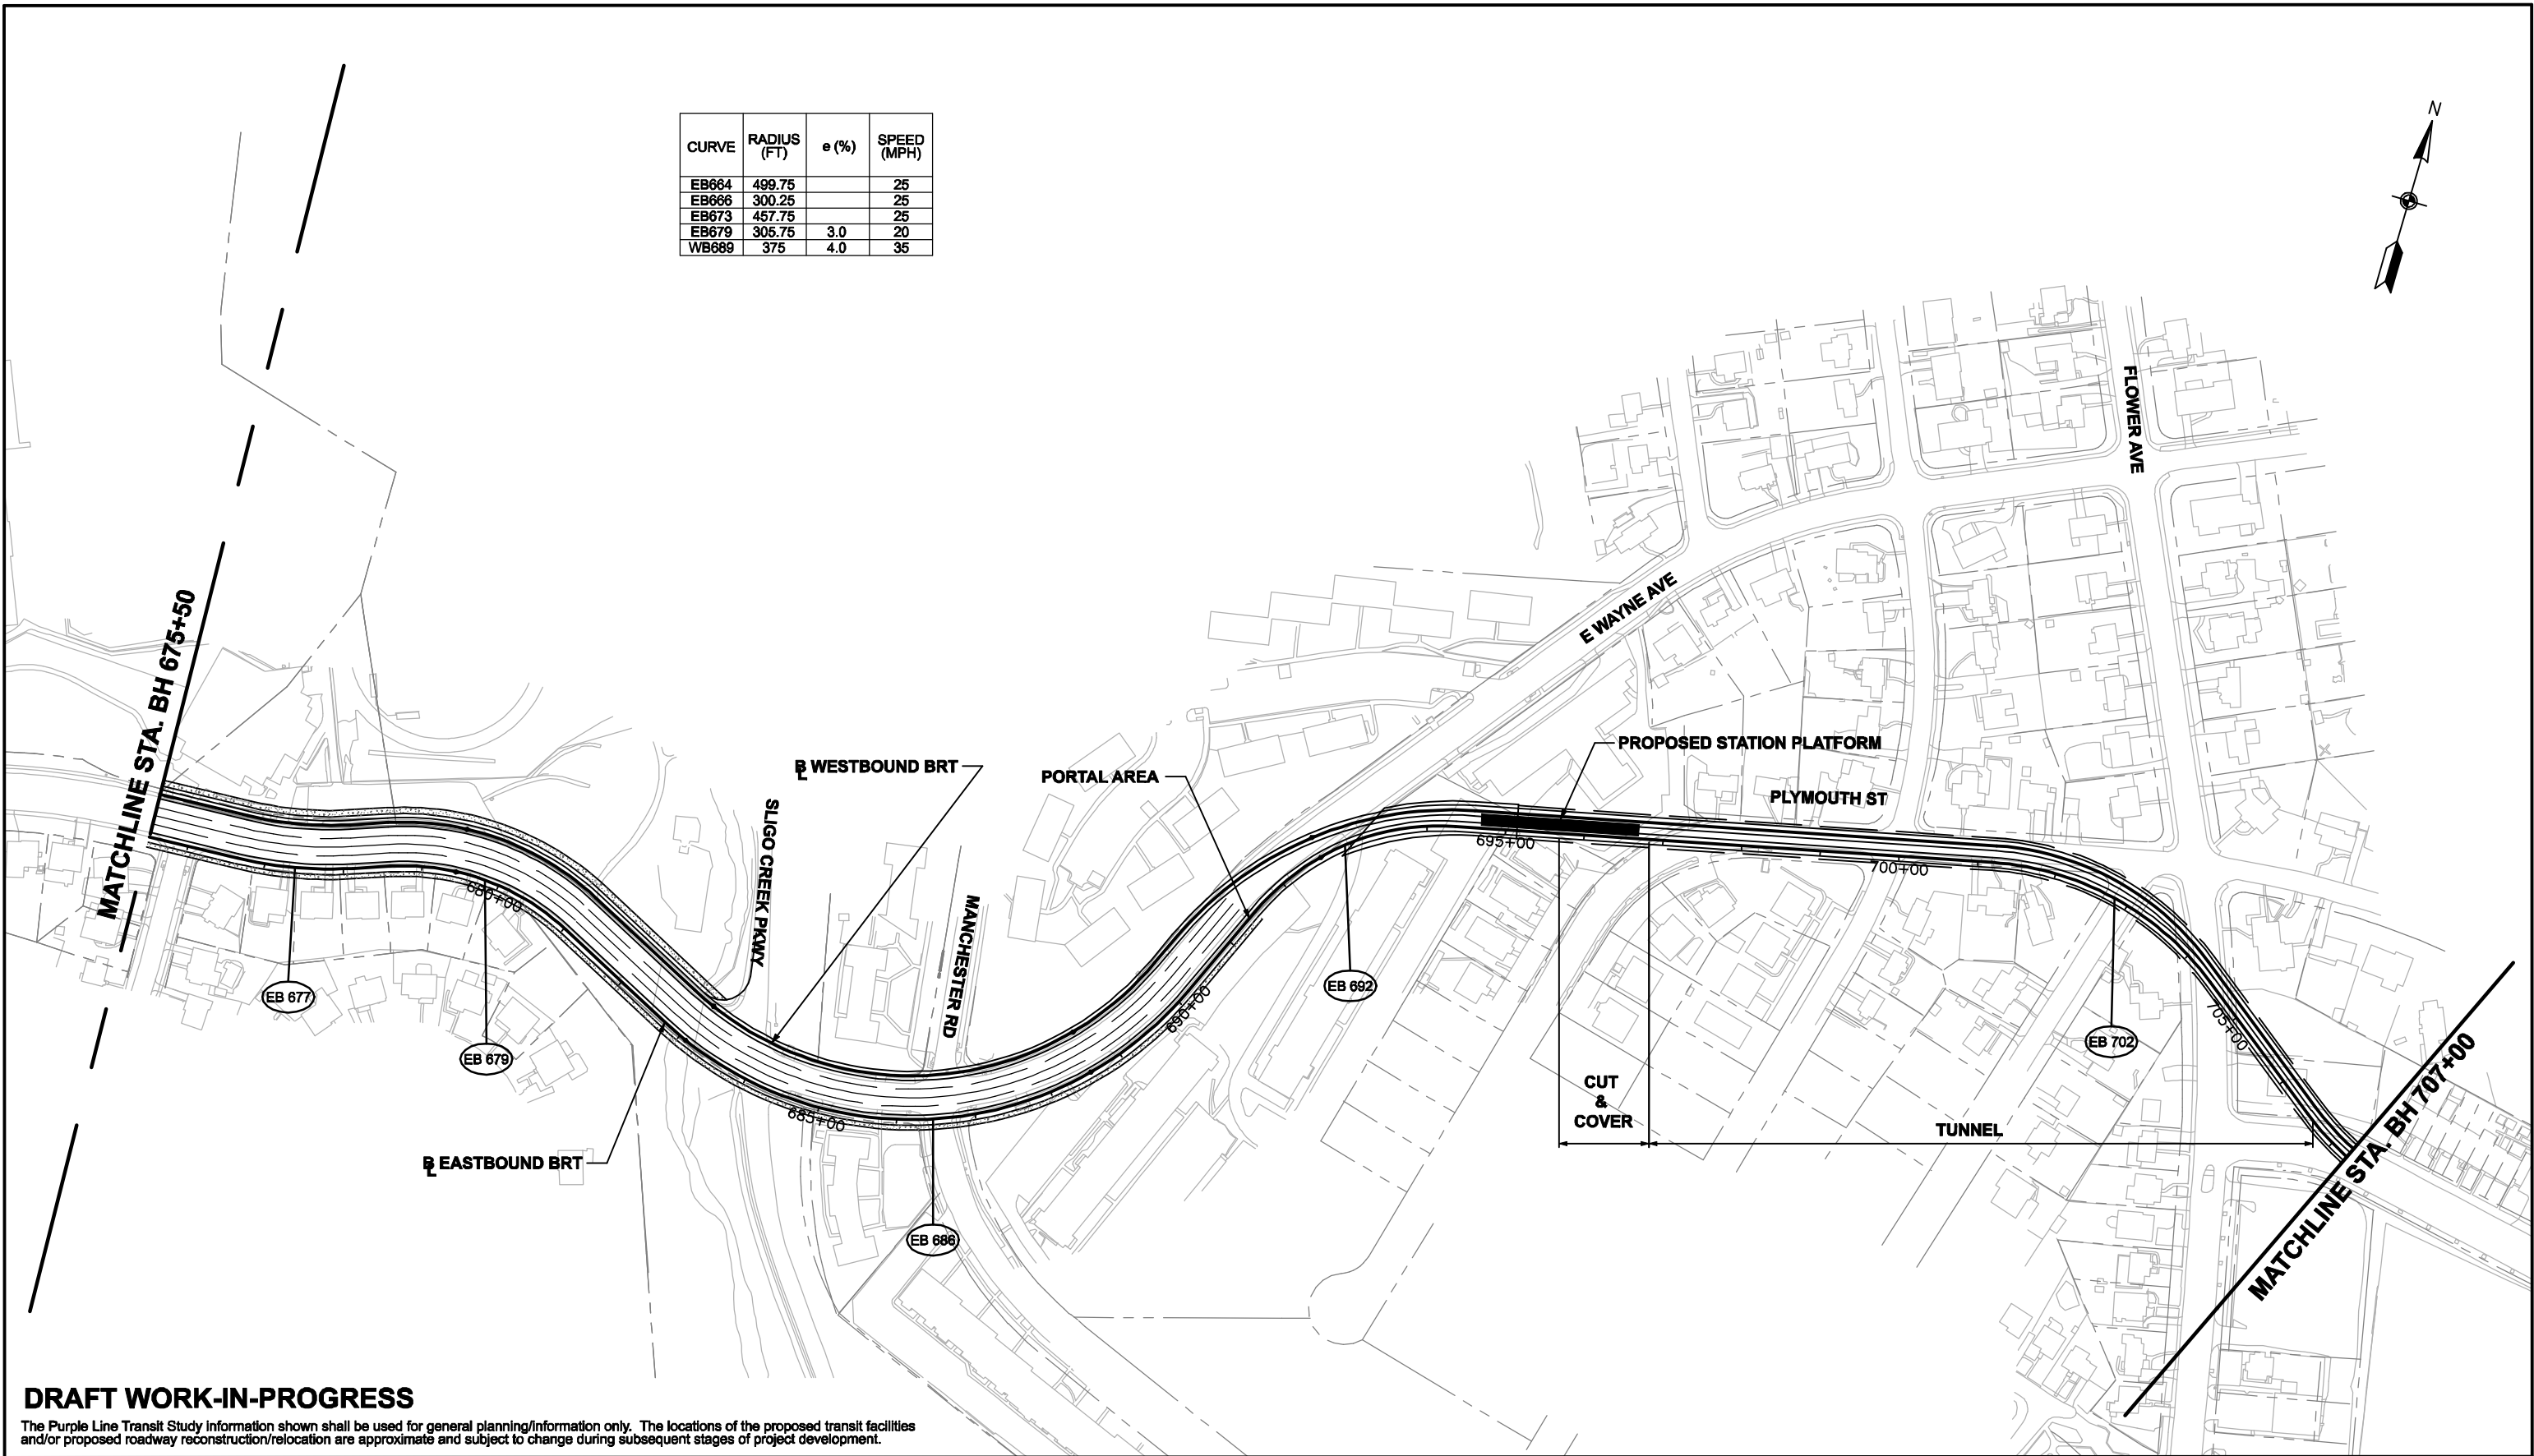 CURVE RADIUS (FT) e (%) SPEED (MPH)
EB664 499.75 25
EB666 300.25 25
EB673 457.75 25
EB679 305.75 3.0 20
WB689 375 4.0 35
N
FLOWER AVE
E WAYNE AVE
MATCHLINE STA. BH 675+50
PROPOSED STATION PLATFORM
BL WESTBOUND BRT
PORTAL AREA
PLYMOUTH ST
SLIGO CREEK PKWY
MANCHESTER RD
695+00
700+00
680+00
EB 677
EB 692
690+00
705+00
EB 679
EB 702
MATCHLINE STA. BH 707+00
CUT
&
COVER
685+00
TUNNEL
BL EASTBOUND BRT
EB 686
DRAFT WORK-IN-PROGRESS
The Purple Line Transit Study information shown shall be used for general planning/information only. The locations of the proposed transit facilities
and/or proposed roadway reconstruction/relocation are approximate and subject to change during subsequent stages of project development.